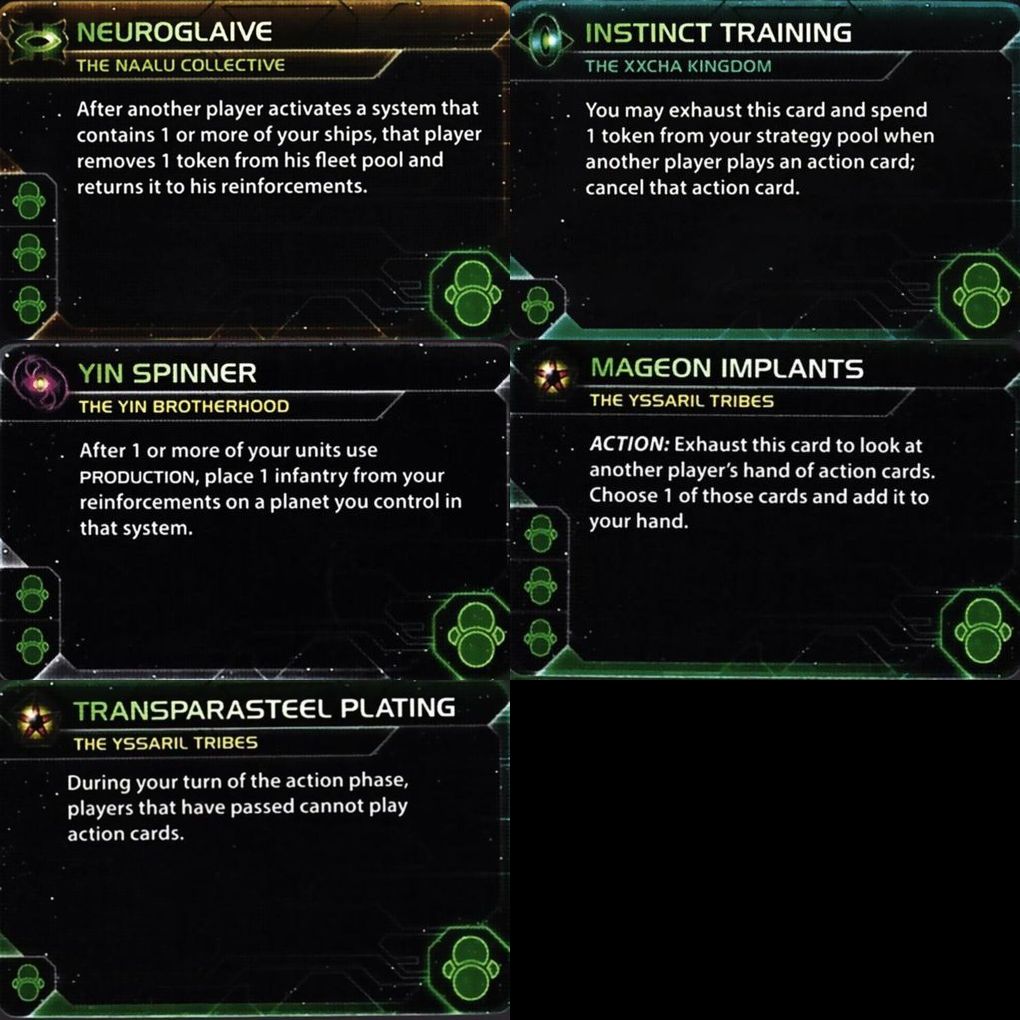 NEUROGLAIVE
THE NAALU COLLECTIVE
After another player activates a system that
contains 1 or more of your ships, that player
removes 1 token from his fleet pool and
returns it to his reinforcements.
INSTINCT TRAINING
THE XXCHA KINGDOM
You may exhaust this card and spend
1 token from your strategy pool when
another player plays an action card;
cancel that action card.
YIN SPINNER
THE YIN BROTHERHOOD
After 1 or more of your units use
PRODUCTION, place 1 infantry from your
reinforcements on a planet you control in
that system.
MAGEON IMPLANTS
THE YSSARIL TRIBES
ACTION: Exhaust this card to look at
another player's hand of action cards.
Choose 1 of those cards and add it to
your hand.
TRANSPARASTEEL PLATING
THE YSSARIL TRIBES
During your turn of the action phase,
players that have passed cannot play
action cards.